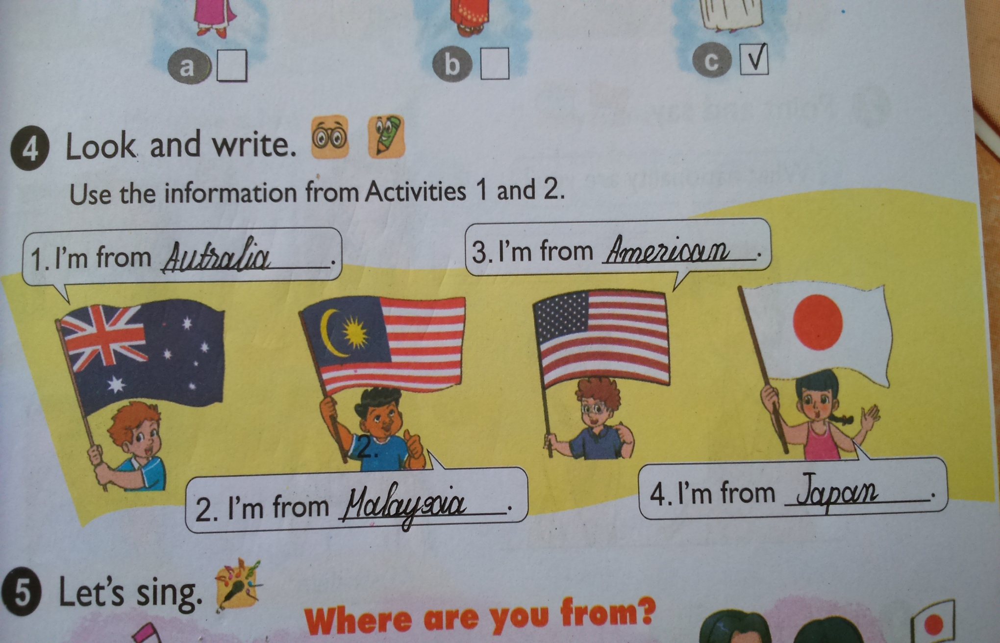 a
b
c √
4 Look and write.
Use the information from Activities 1 and 2.
1. I'm from Autralia.
3. I'm from American.
2.
2. I'm from Malaysaia.
4. I'm from Japan.
5 Let's sing.
Where are you from?